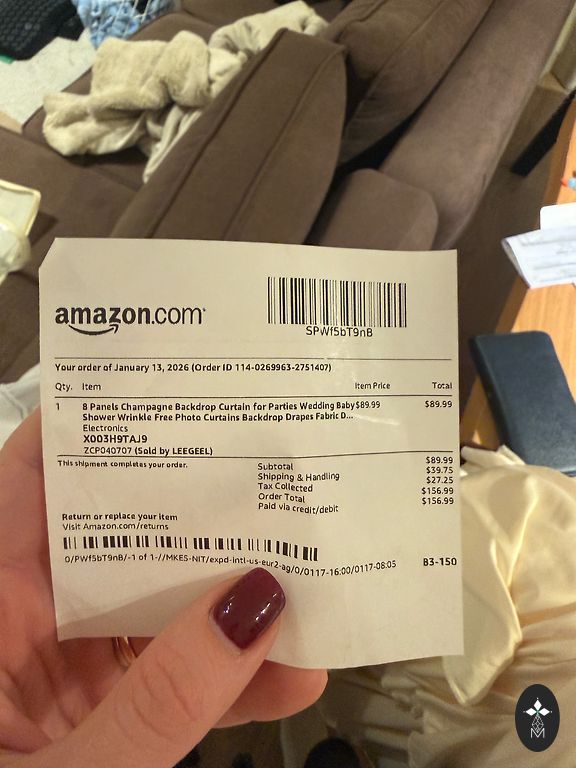 amazon.com
SPWf5bT9nB
Your order of January 13, 2026 (Order ID 114-0269963-2751407)
Qty. Item Item Price Total
1 8 Panels Champagne Backdrop Curtain for Parties Wedding Baby $89.99 $89.99
Shower Wrinkle Free Photo Curtains Backdrop Drapes Fabric D...
Electronics
X003H9TAJ9
ZCP040707 (Sold by LEEGEEL)
This shipment completes your order.
Subtotal $89.99
Shipping & Handling $39.75
Tax Collected $27.25
Order Total $156.99
Paid via credit/debit $156.99
Return or replace your item
Visit Amazon.com/returns
0/PWf5bT9nB/-1 of 1-//MKES-NIT/expd-intl-us-eur2-ag/0/0117-16:00/0117-08:05 B3-150
M